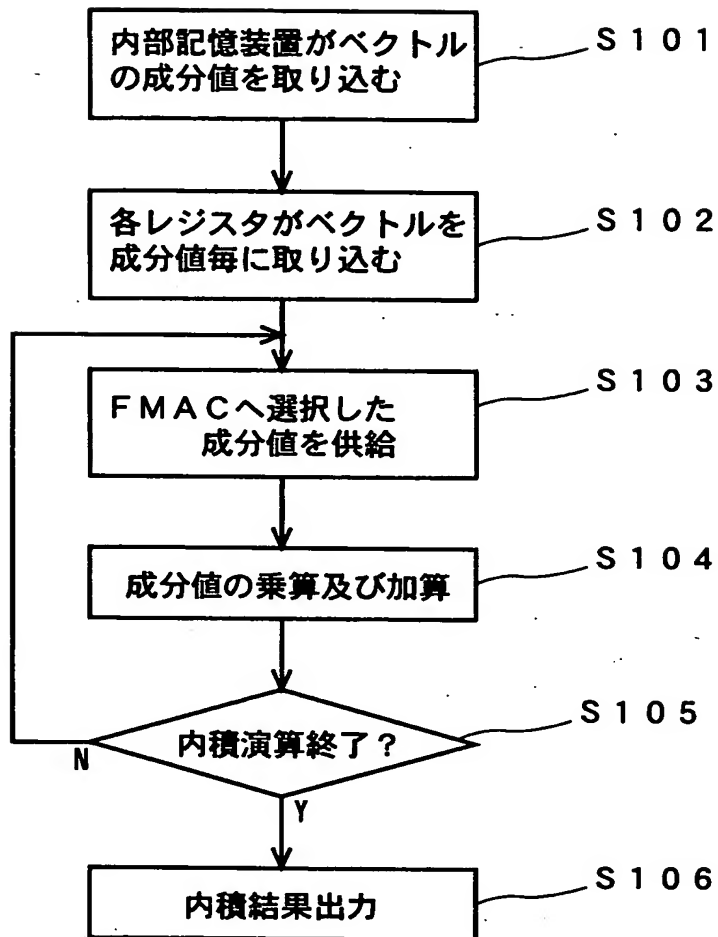 内部記憶装置がベクトル
の成分値を取り込む
S101
各レジスタがベクトルを
成分値毎に取り込む
S102
FMACへ選択した
成分値を供給
S103
成分値の乗算及び加算
S104
内積演算終了?
S105
N
Y
内積結果出力
S106